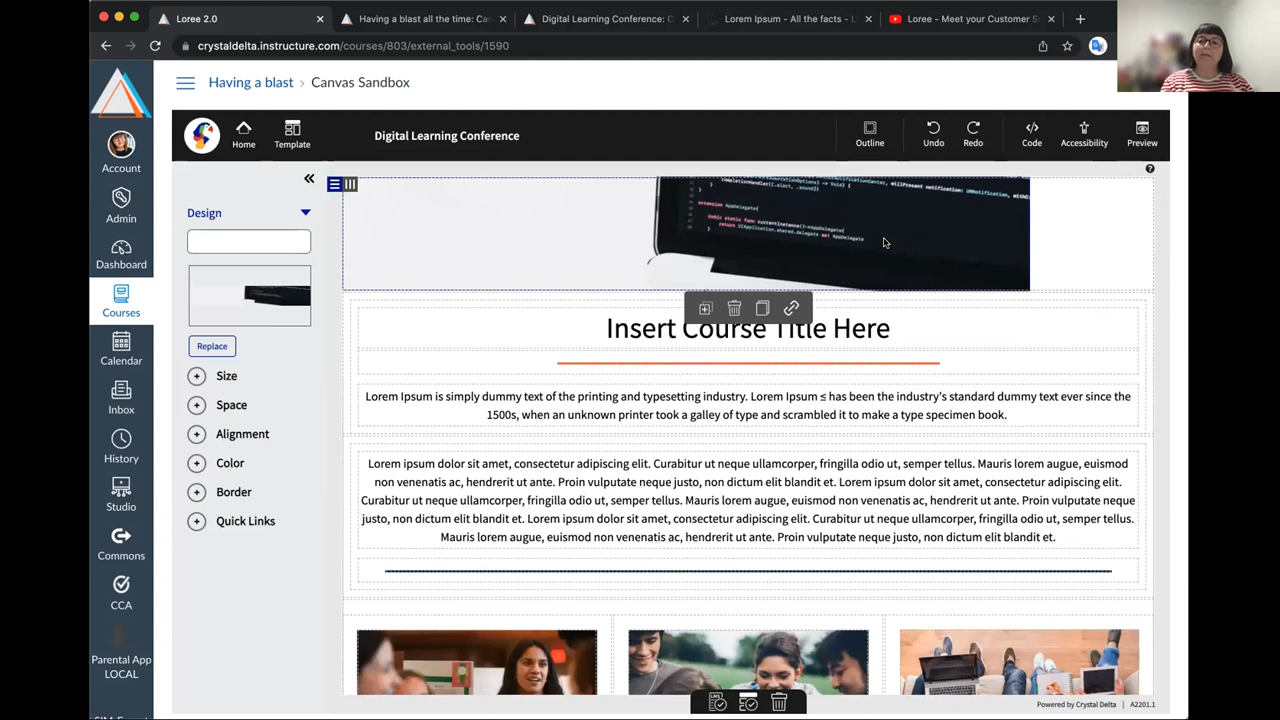 Loree 2.0
Having a blast all the time: Ca
Digital Learning Conference: C
Lorem Ipsum - All the facts - L
Loree - Meet your Customer S
crystaldelta.instructure.com/courses/803/external_tools/1590
Having a blast › Canvas Sandbox
Account
Admin
Dashboard
Courses
Calendar
Inbox
History
Studio
Commons
CCA
Parental App
LOCAL
Home
Template
Digital Learning Conference
Outline
Undo
Redo
Code
Accessibility
Preview
Design
Replace
Size
Space
Alignment
Color
Border
Quick Links
Insert Course Title Here
Lorem Ipsum is simply dummy text of the printing and typesetting industry. Lorem Ipsum ≤ has been the industry's standard dummy text ever since the
1500s, when an unknown printer took a galley of type and scrambled it to make a type specimen book.
Lorem ipsum dolor sit amet, consectetur adipiscing elit. Curabitur ut neque ullamcorper, fringilla odio ut, semper tellus. Mauris lorem augue, euismod
non venenatis ac, hendrerit ut ante. Proin vulputate neque justo, non dictum elit blandit et. Lorem ipsum dolor sit amet, consectetur adipiscing elit.
Curabitur ut neque ullamcorper, fringilla odio ut, semper tellus. Mauris lorem augue, euismod non venenatis ac, hendrerit ut ante. Proin vulputate neque
justo, non dictum elit blandit et. Lorem ipsum dolor sit amet, consectetur adipiscing elit. Curabitur ut neque ullamcorper, fringilla odio ut, semper tellus.
Mauris lorem augue, euismod non venenatis ac, hendrerit ut ante. Proin vulputate neque justo, non dictum elit blandit et.
LMS
Powered by Crystal Delta | A2201.1